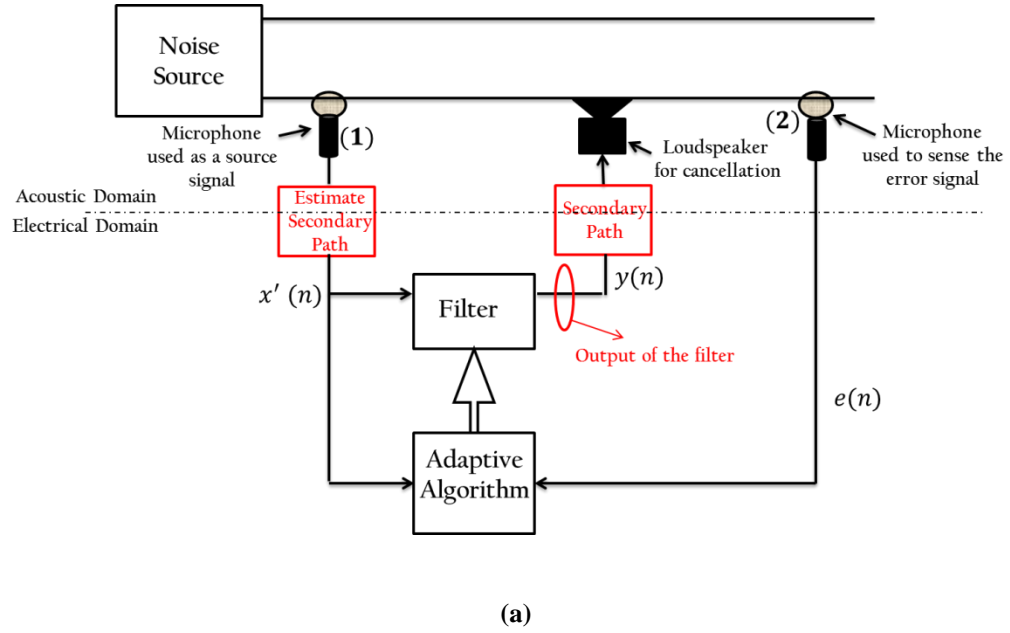 Noise
Source
Microphone
used as a source
signal
(1)
Loudspeaker
for cancellation
(2)
Microphone
used to sense the
error signal
Acoustic Domain
Electrical Domain
Estimate
Secondary
Path
Secondary
Path
x′ (n)
Filter
y(n)
Output of the filter
e(n)
Adaptive
Algorithm
(a)